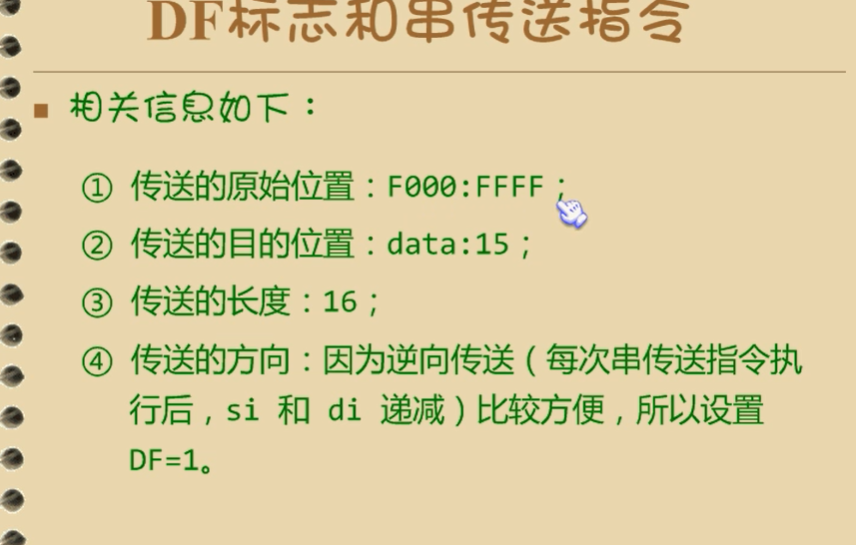 DF标志和串传送指令
■ 相关信息如下：
① 传送的原始位置：F000:FFFF；
② 传送的目的位置：data:15；
③ 传送的长度：16；
④ 传送的方向：因为逆向传送（每次串传送指令执
行后，si 和 di 递减）比较方便，所以设置
DF=1。